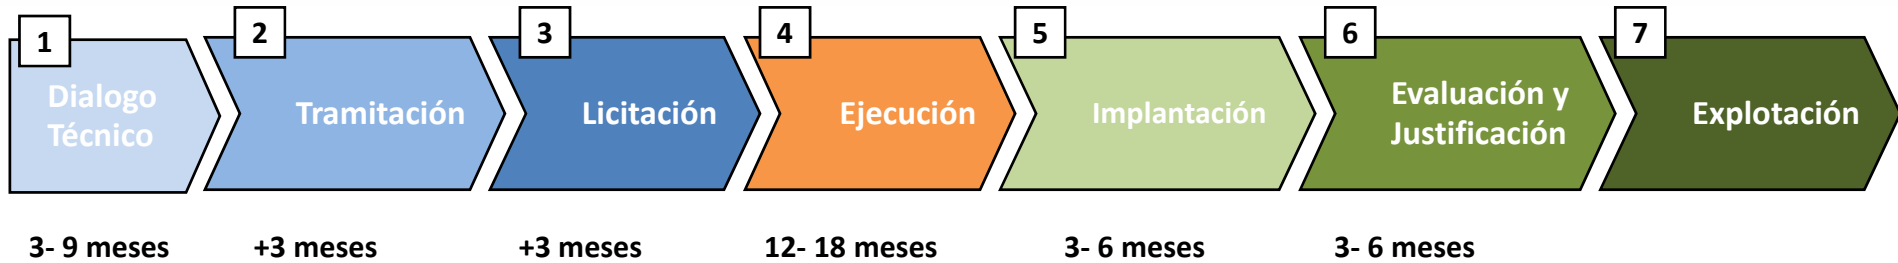 1
Dialogo
Técnico
2
Tramitación
3
Licitación
4
Ejecución
5
Implantación
6
Evaluación y
Justificación
7
Explotación
3- 9 meses
+3 meses
+3 meses
12- 18 meses
3- 6 meses
3- 6 meses